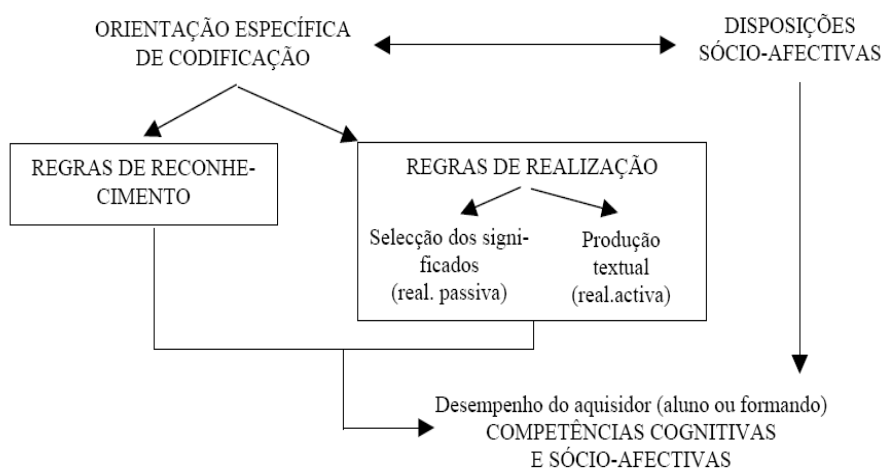 ORIENTAÇÃO ESPECÍFICA
DE CODIFICAÇÃO
DISPOSIÇÕES
SÓCIO-AFECTIVAS
REGRAS DE RECONHE-
CIMENTO
REGRAS DE REALIZAÇÃO
Selecção dos signi-
ficados
(real. passiva)
Produção
textual
(real.activa)
Desempenho do aquisidor (aluno ou formando)
COMPETÊNCIAS COGNITIVAS
E SÓCIO-AFECTIVAS